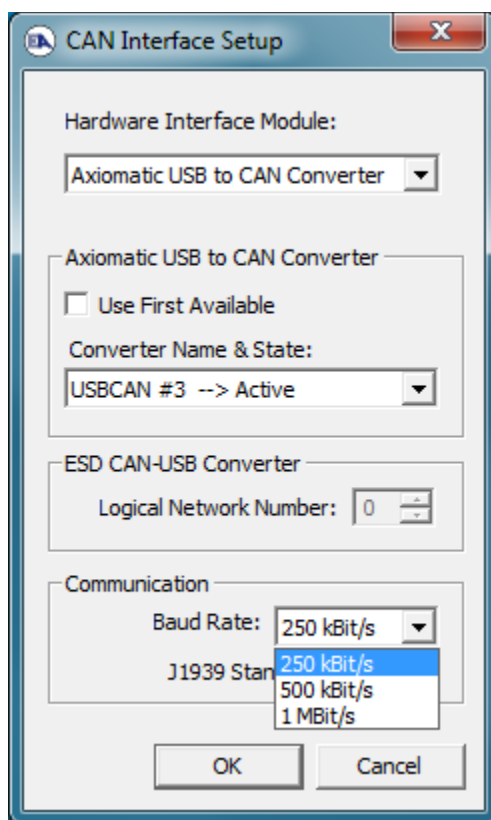 CAN Interface Setup
Hardware Interface Module:
Axiomatic USB to CAN Converter
Axiomatic USB to CAN Converter
Use First Available
Converter Name & State:
USBCAN #3 --> Active
ESD CAN-USB Converter
Logical Network Number: 0
Communication
Baud Rate: 250 kBit/s
250 kBit/s
J1939 Stan
500 kBit/s
1 MBit/s
OK Cancel